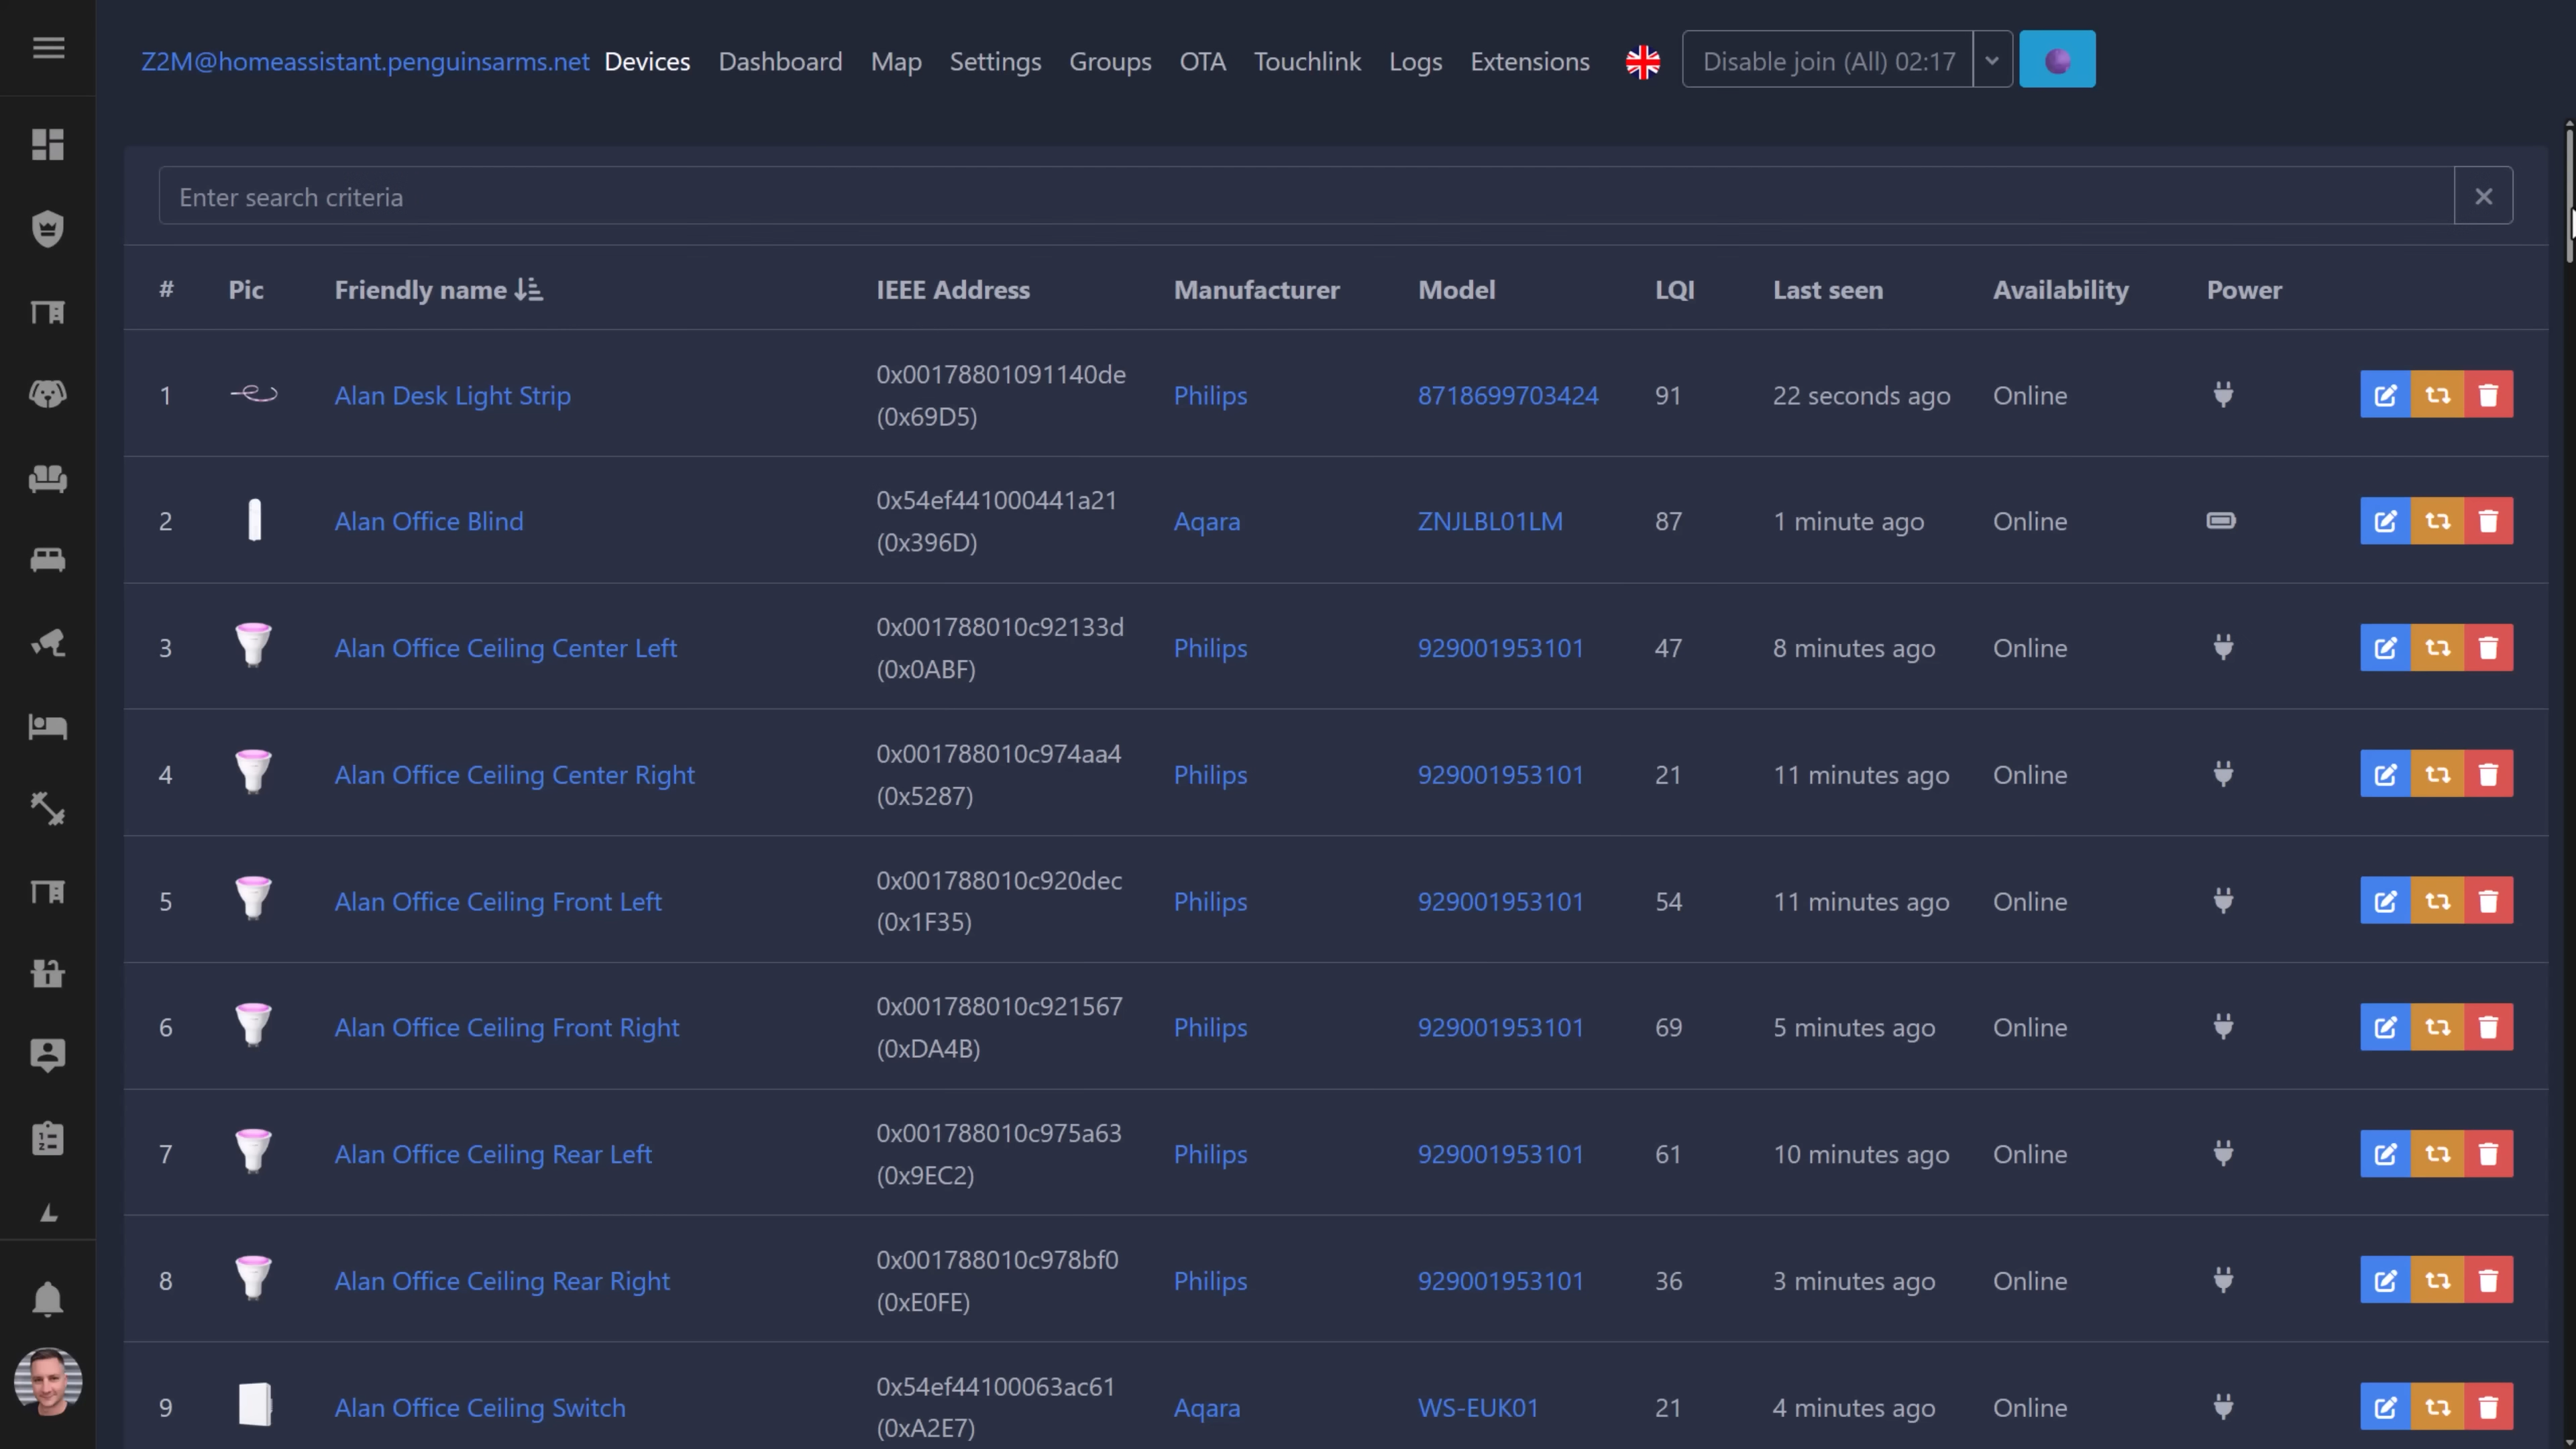 Z2M@homeassistant.penguinsarms.net Devices Dashboard Map Settings Groups OTA Touchlink Logs Extensions Disable join (All) 02:17
Enter search criteria
# Pic Friendly name IEEE Address Manufacturer Model LQI Last seen Availability Power
1 Alan Desk Light Strip 0x00178801091140de Philips 8718699703424 91 22 seconds ago Online
(0x69D5)
2 Alan Office Blind 0x54ef441000441a21 Aqara ZNJLBL01LM 87 1 minute ago Online
(0x396D)
3 Alan Office Ceiling Center Left 0x001788010c92133d Philips 929001953101 47 8 minutes ago Online
(0x0ABF)
4 Alan Office Ceiling Center Right 0x001788010c974aa4 Philips 929001953101 21 11 minutes ago Online
(0x5287)
5 Alan Office Ceiling Front Left 0x001788010c920dec Philips 929001953101 54 11 minutes ago Online
(0x1F35)
6 Alan Office Ceiling Front Right 0x001788010c921567 Philips 929001953101 69 5 minutes ago Online
(0xDA4B)
7 Alan Office Ceiling Rear Left 0x001788010c975a63 Philips 929001953101 61 10 minutes ago Online
(0x9EC2)
8 Alan Office Ceiling Rear Right 0x001788010c978bf0 Philips 929001953101 36 3 minutes ago Online
(0xE0FE)
9 Alan Office Ceiling Switch 0x54ef44100063ac61 Aqara WS-EUK01 21 4 minutes ago Online
(0xA2E7)